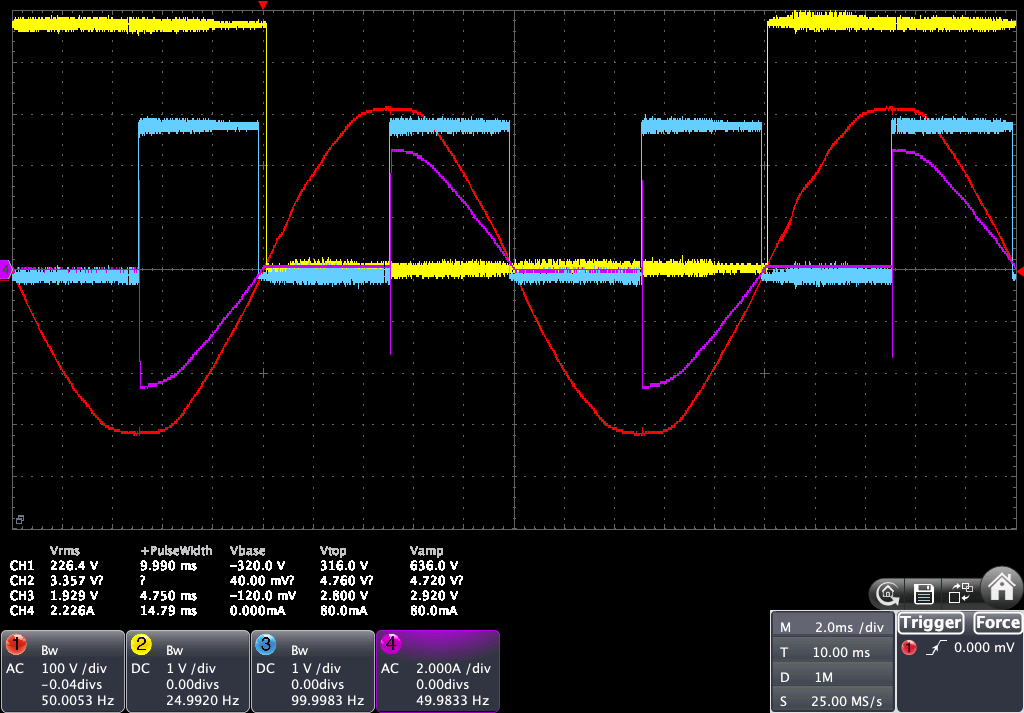 4
Vrms +PulseWidth Vbase Vtop Vamp
CH1 226.4 V 9.990 ms -320.0 V 316.0 V 636.0 V
CH2 3.357 V? ? 40.00 mV? 4.760 V? 4.720 V?
CH3 1.929 V 4.750 ms -120.0 mV 2.800 V 2.920 V
CH4 2.226A 14.79 ms 0.000mA 80.0mA 80.0mA
1 Bw
AC 100 V /div
-0.04divs
50.0053 Hz
2 Bw
DC 1 V /div
0.00divs
24.9920 Hz
3 Bw
DC 1 V /div
0.00divs
99.9983 Hz
4
AC 2.000A /div
0.00divs
49.9833 Hz
M 2.0ms /div
T 10.00 ms
D 1M
S 25.00 MS/s
Trigger Force
1 0.000 mV